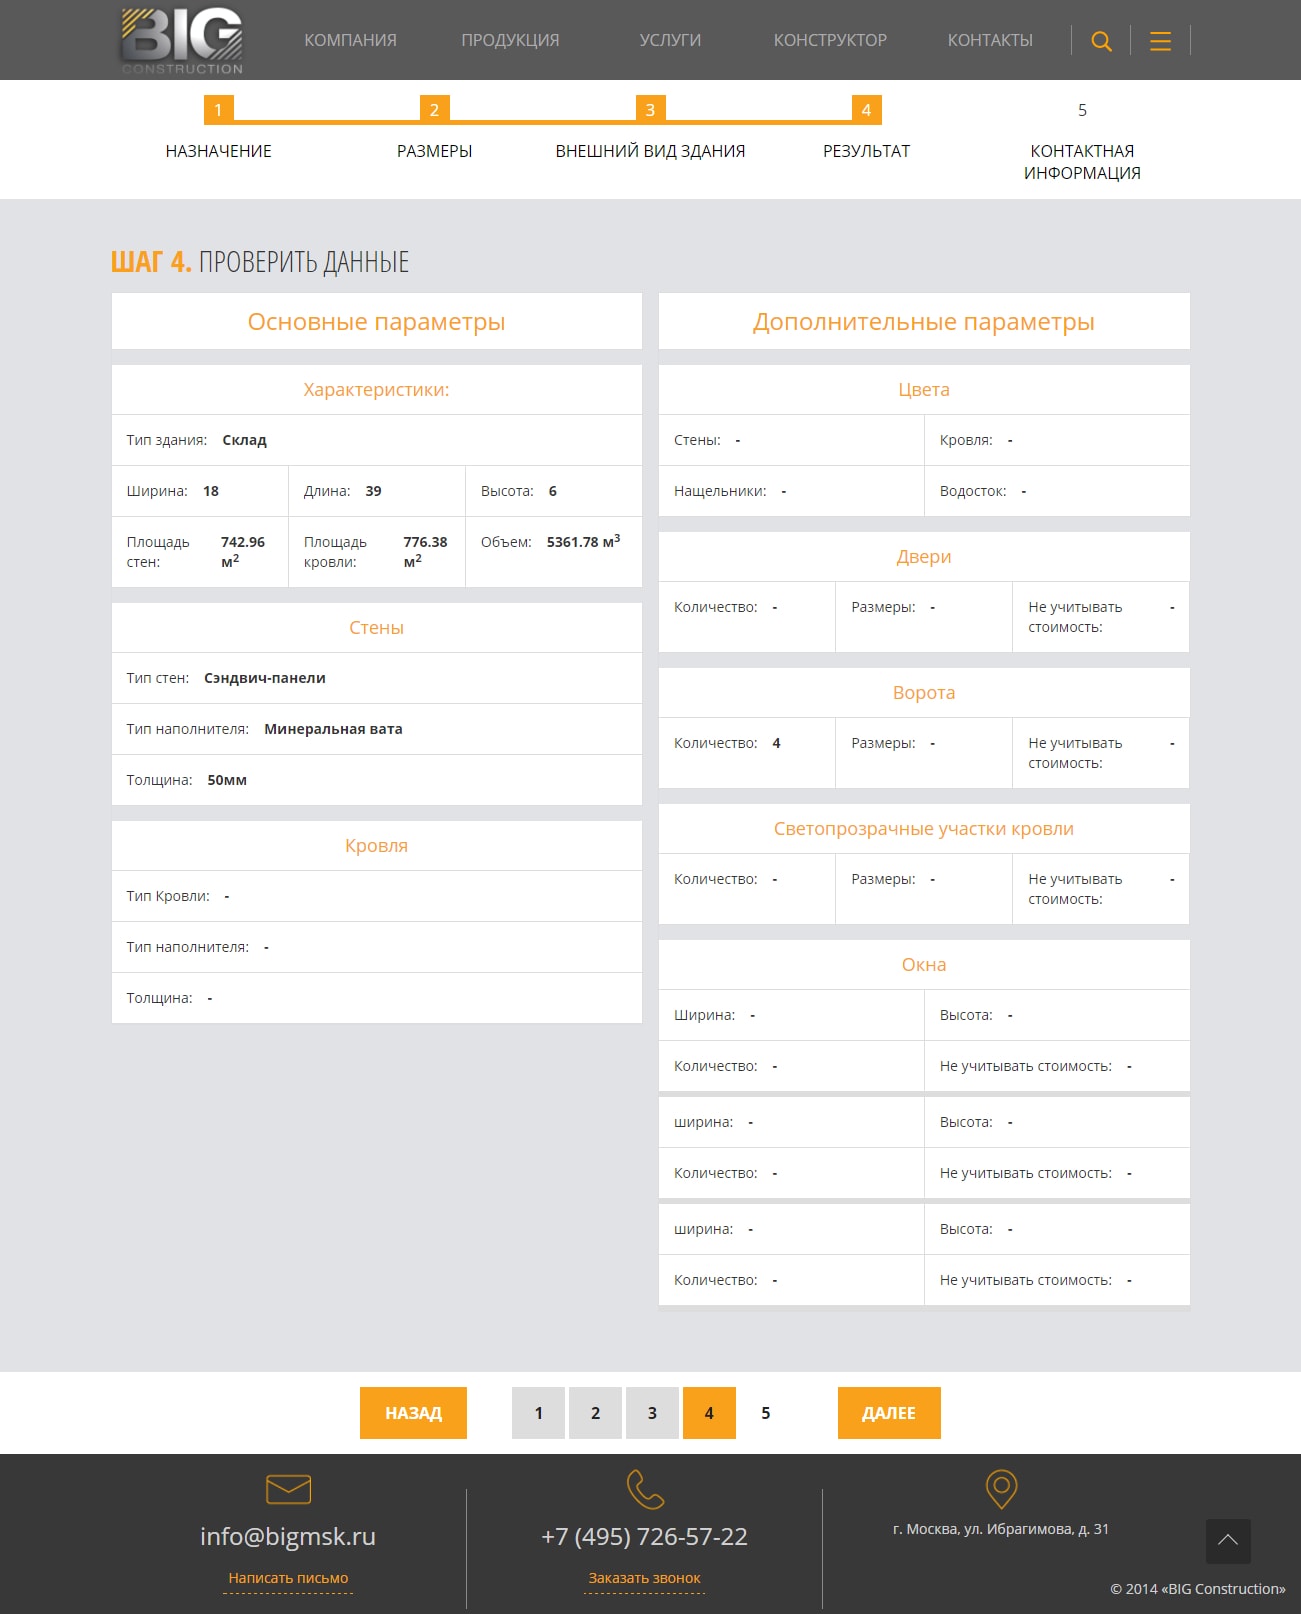 BIG
CONSTRUCTION
КОМПАНИЯ ПРОДУКЦИЯ УСЛУГИ КОНСТРУКТОР КОНТАКТЫ
1 2 3 4 5
НАЗНАЧЕНИЕ РАЗМЕРЫ ВНЕШНИЙ ВИД ЗДАНИЯ РЕЗУЛЬТАТ КОНТАКТНАЯ
ИНФОРМАЦИЯ
ШАГ 4. ПРОВЕРИТЬ ДАННЫЕ
Основные параметры
Характеристики:
Тип здания: Склад
Ширина: 18 Длина: 39 Высота: 6
Площадь стен: 742.96 м² Площадь кровли: 776.38 м² Объем: 5361.78 м³
Стены
Тип стен: Сэндвич-панели
Тип наполнителя: Минеральная вата
Толщина: 50мм
Кровля
Тип Кровли: -
Тип наполнителя: -
Толщина: -
Дополнительные параметры
Цвета
Стены: - Кровля: -
Нащельники: - Водосток: -
Двери
Количество: - Размеры: - Не учитывать стоимость: -
Ворота
Количество: 4 Размеры: - Не учитывать стоимость: -
Светопрозрачные участки кровли
Количество: - Размеры: - Не учитывать стоимость: -
Окна
Ширина: - Высота: -
Количество: - Не учитывать стоимость: -
ширина: - Высота: -
Количество: - Не учитывать стоимость: -
ширина: - Высота: -
Количество: - Не учитывать стоимость: -
НАЗАД 1 2 3 4 5 ДАЛЕЕ
info@bigmsk.ru
Написать письмо
+7 (495) 726-57-22
Заказать звонок
г. Москва, ул. Ибрагимова, д. 31
© 2014 «BIG Construction»